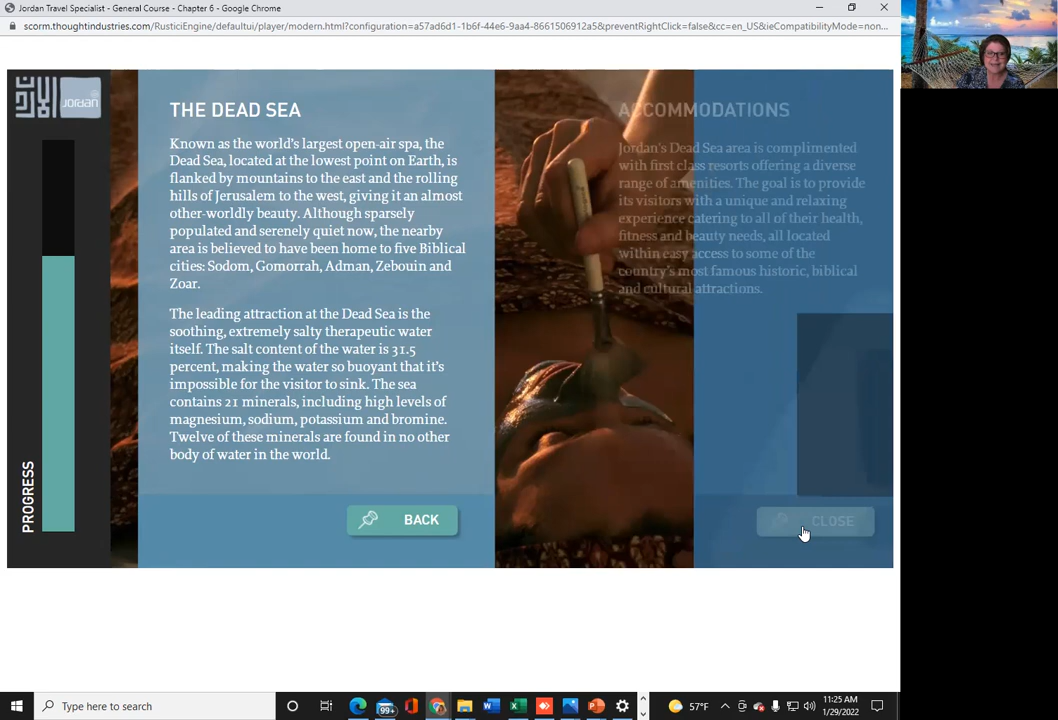 Jordan Travel Specialist - General Course - Chapter 6 - Google Chrome
scorm.thoughtindustries.com/RusticiEngine/defaultui/player/modern.html?configuration=a57ad6d1-1b6f-44e6-9aa4-8661506912a5&preventRightClick=false&cc=en_US&ieCompatibilityMode=non...
Jordan
PROGRESS
THE DEAD SEA
Known as the world's largest open-air spa, the
Dead Sea, located at the lowest point on Earth, is
flanked by mountains to the east and the rolling
hills of Jerusalem to the west, giving it an almost
other-worldly beauty. Although sparsely
populated and serenely quiet now, the nearby
area is believed to have been home to five Biblical
cities: Sodom, Gomorrah, Adman, Zebouin and
Zoar.
The leading attraction at the Dead Sea is the
soothing, extremely salty therapeutic water
itself. The salt content of the water is 31.5
percent, making the water so buoyant that it's
impossible for the visitor to sink. The sea
contains 21 minerals, including high levels of
magnesium, sodium, potassium and bromine.
Twelve of these minerals are found in no other
body of water in the world.
BACK
ACCOMMODATIONS
Jordan's Dead Sea area is complimented
with first class resorts offering a diverse
range of amenities. The goal is to provide
its visitors with a unique and relaxing
experience catering to all of their health,
fitness and beauty needs, all located
within easy access to some of the
country's most famous historic, biblical
and cultural attractions.
CLOSE
Type here to search
99+
57°F
11:25 AM
1/29/2022